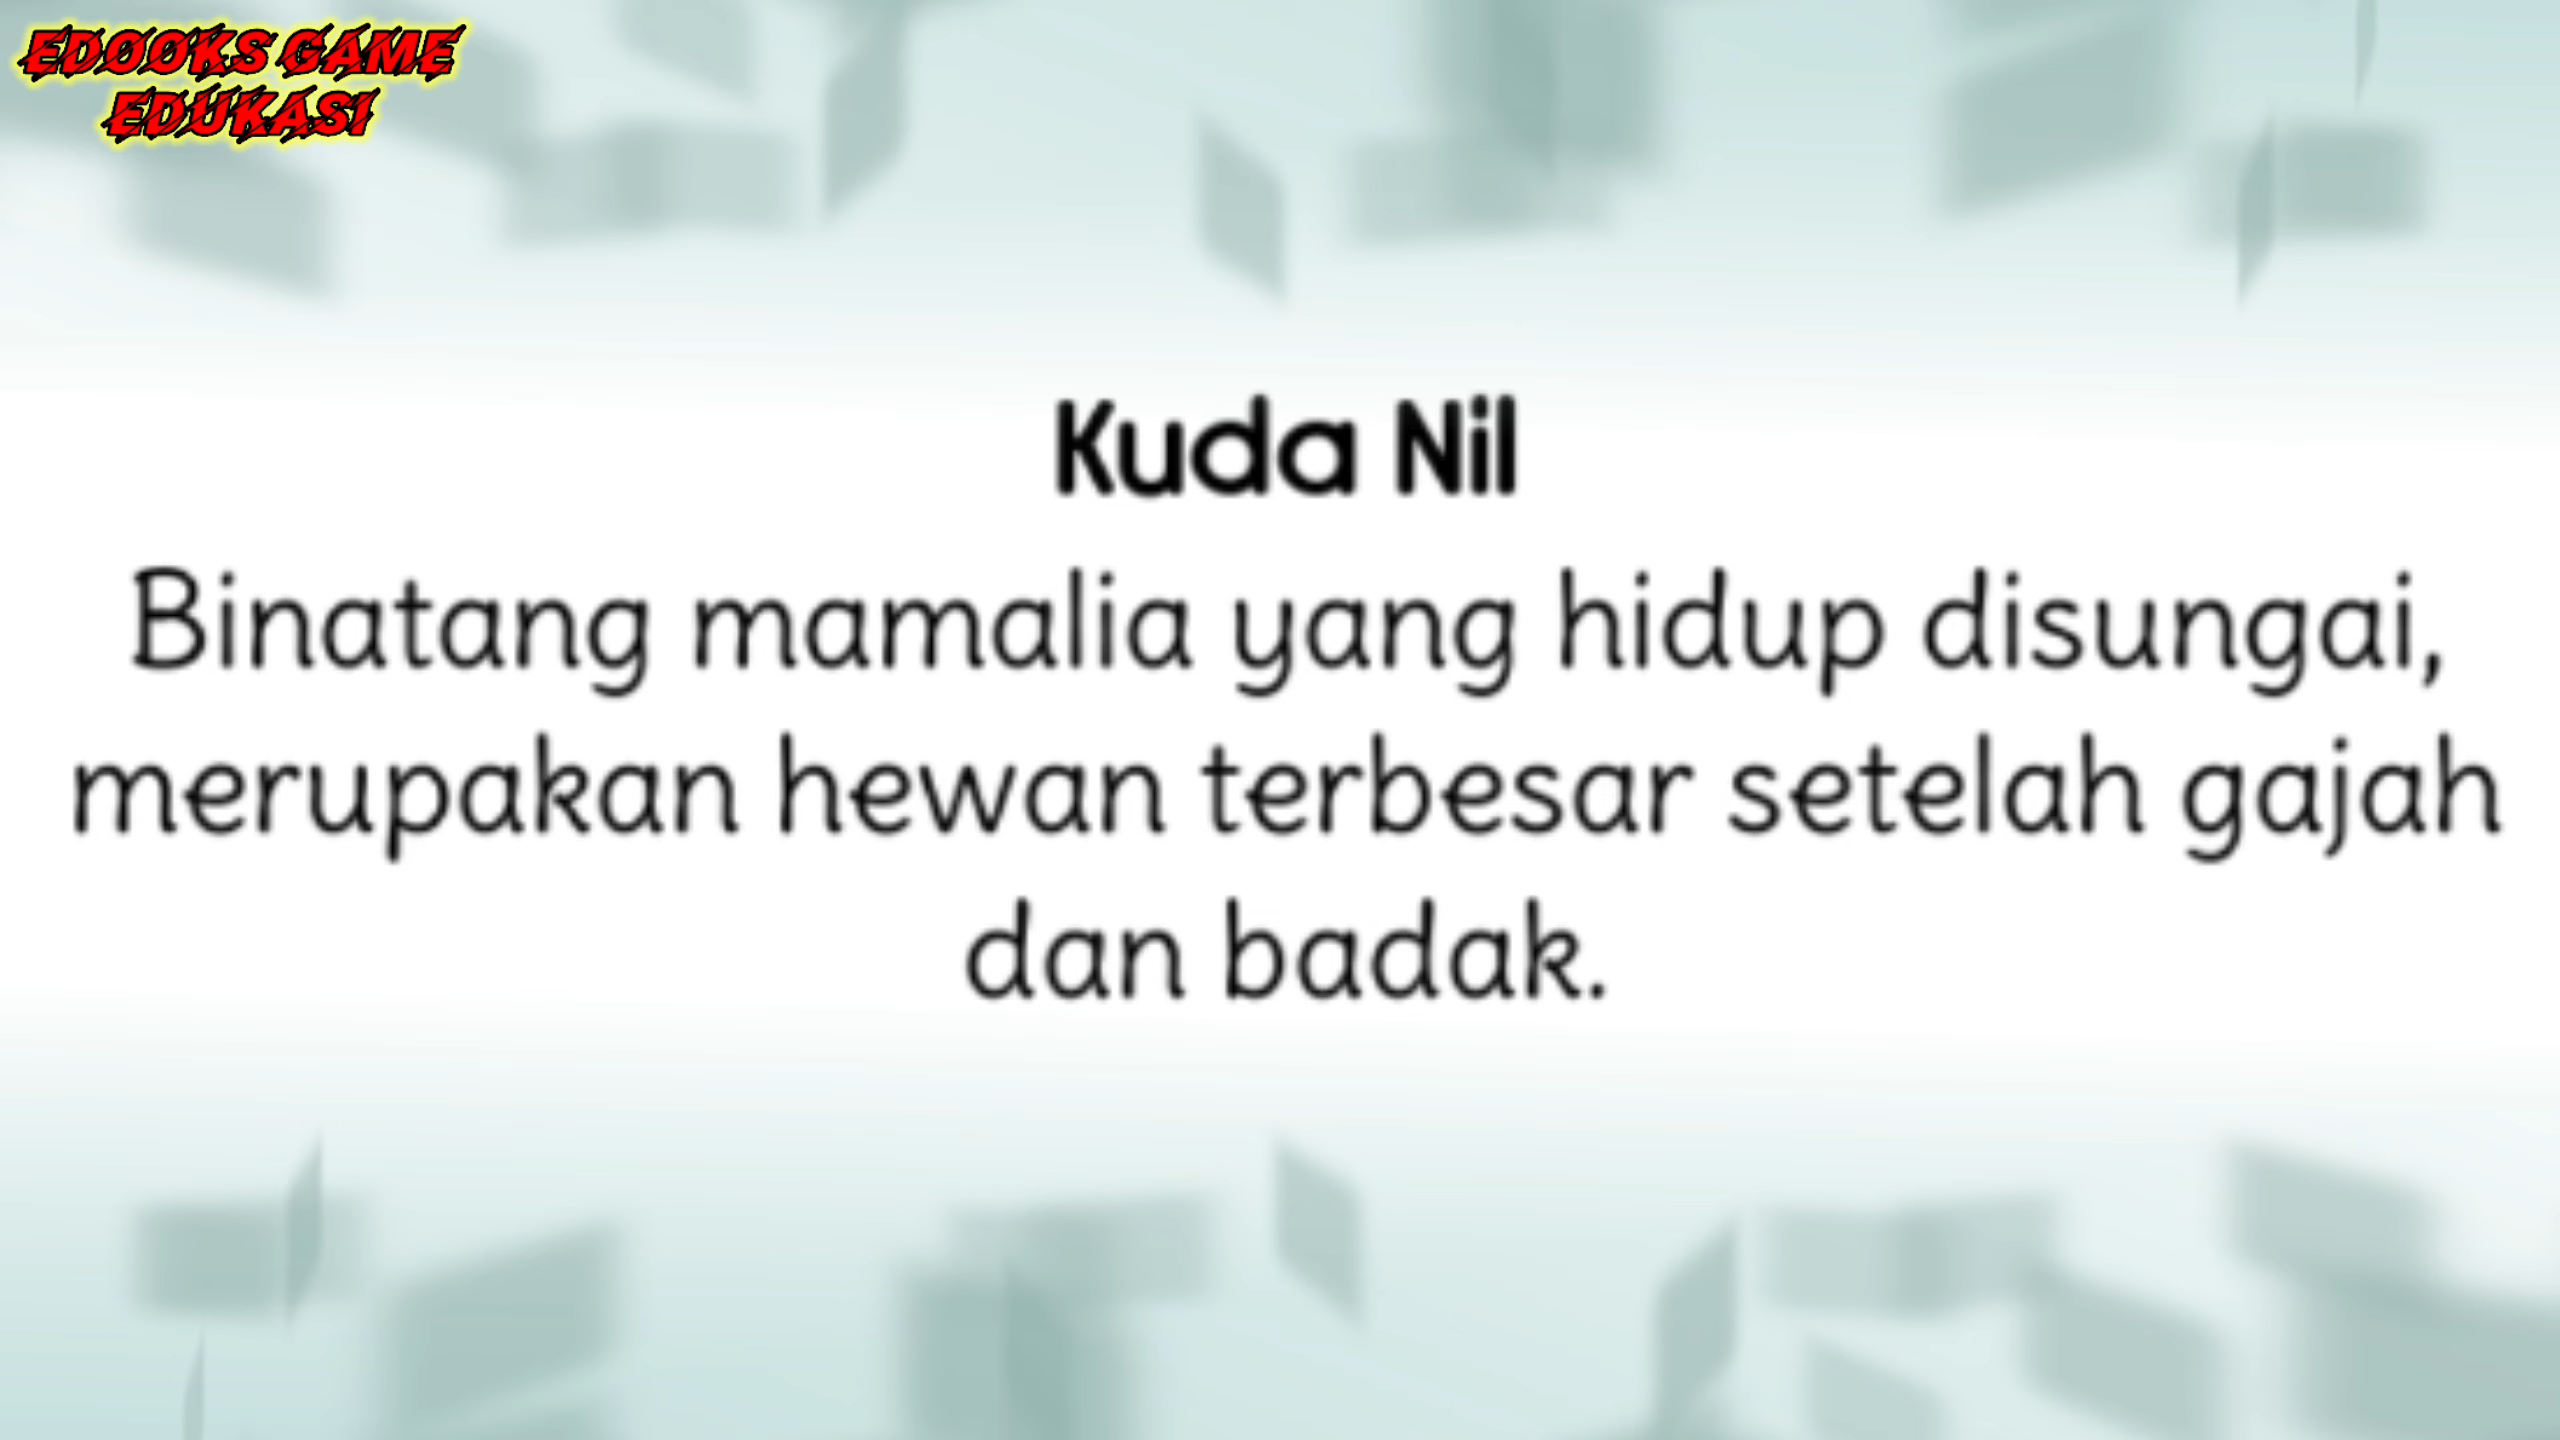 EDOOKS GAME
EDUKASI
Kuda Nil
Binatang mamalia yang hidup disungai,
merupakan hewan terbesar setelah gajah
dan badak.